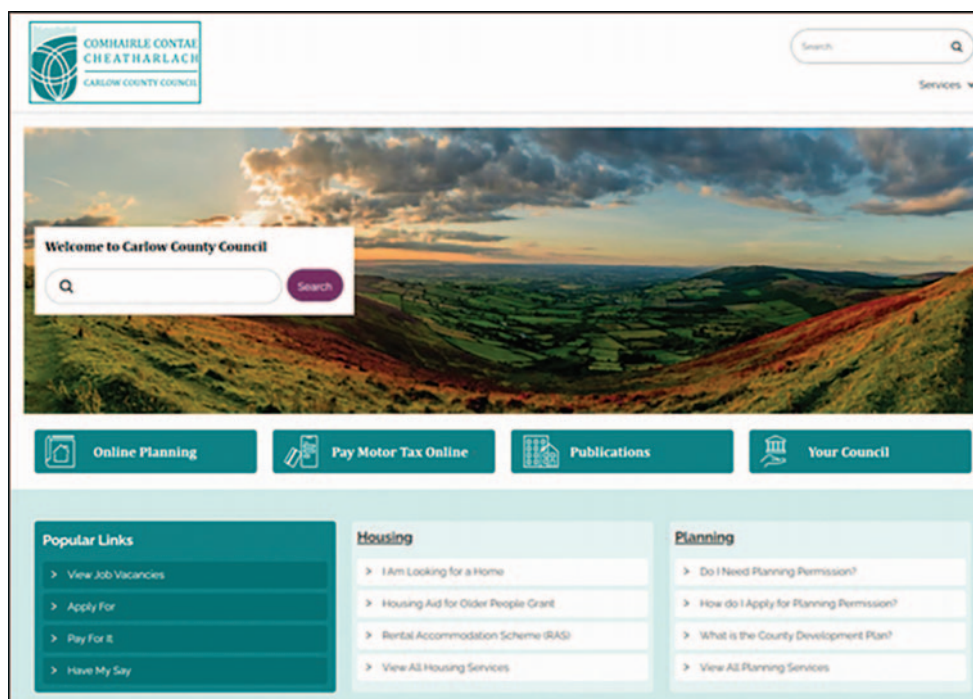 COMHAIRLE CONTAE
CHEATHARLACH
CARLOW COUNTY COUNCIL
Search
Services
Welcome to Carlow County Council
Search
Online Planning
Pay Motor Tax Online
Publications
Your Council
Popular Links
> View Job Vacancies
> Apply For
> Pay For It
> Have My Say
Housing
> I Am Looking for a Home
> Housing Aid for Older People Grant
> Rental Accommodation Scheme (RAS)
> View All Housing Services
Planning
> Do I Need Planning Permission?
> How do I Apply for Planning Permission?
> What is the County Development Plan?
> View All Planning Services